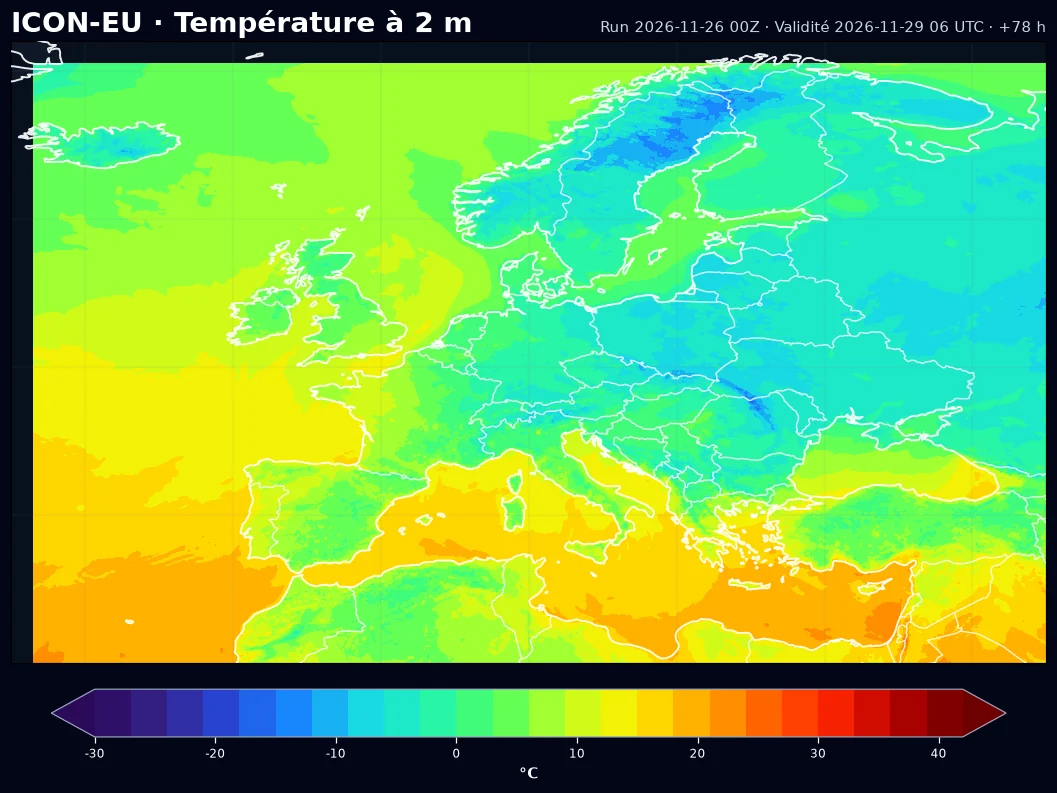 ICON-EU · Température à 2 m
Run 2026-11-26 00Z · Validité 2026-11-29 06 UTC · +78 h
-30 -20 -10 0 10 20 30 40
°C